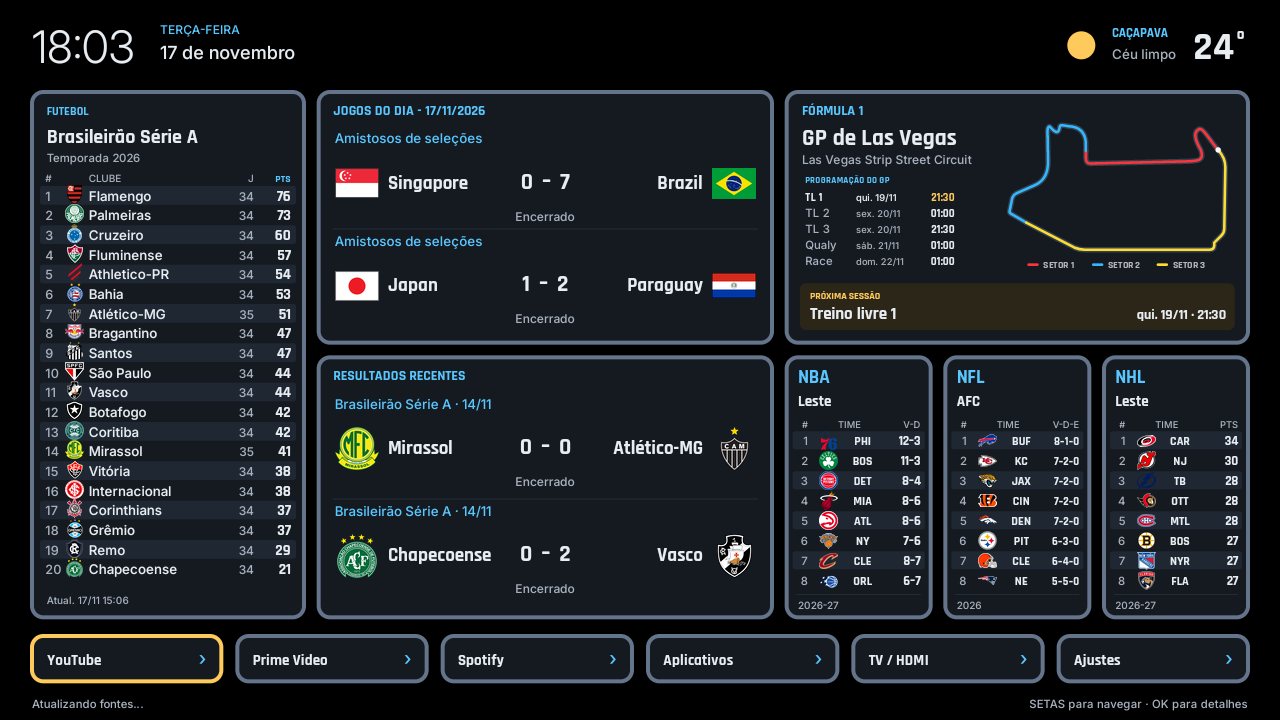 18:03
TERÇA-FEIRA
17 de novembro
CAÇAPAVA
Céu limpo
24°
FUTEBOL
Brasileirão Série A
Temporada 2026
# CLUBE J PTS
1 Flamengo 34 76
2 Palmeiras 34 73
3 Cruzeiro 34 60
4 Fluminense 34 57
5 Athletico-PR 34 54
6 Bahia 34 53
7 Atlético-MG 35 51
8 Bragantino 34 47
9 Santos 34 47
10 São Paulo 34 44
11 Vasco 34 44
12 Botafogo 34 42
13 Coritiba 34 42
14 Mirassol 35 41
15 Vitória 34 38
16 Internacional 34 38
17 Corinthians 34 37
18 Grêmio 34 37
19 Remo 34 29
20 Chapecoense 34 21
Atual. 17/11 15:06
JOGOS DO DIA - 17/11/2026
Amistosos de seleções
Singapore 0 - 7 Brazil
Encerrado
Amistosos de seleções
Japan 1 - 2 Paraguay
Encerrado
RESULTADOS RECENTES
Brasileirão Série A · 14/11
Mirassol 0 - 0 Atlético-MG
Encerrado
Brasileirão Série A · 14/11
Chapecoense 0 - 2 Vasco
Encerrado
FÓRMULA 1
GP de Las Vegas
Las Vegas Strip Street Circuit
PROGRAMAÇÃO DO GP
TL 1 qui. 19/11 21:30
TL 2 sex. 20/11 01:00
TL 3 sex. 20/11 21:30
Qualy sáb. 21/11 01:00
Race dom. 22/11 01:00
SETOR 1 SETOR 2 SETOR 3
PRÓXIMA SESSÃO
Treino livre 1 qui. 19/11 · 21:30
NBA
Leste
# TIME V-D
1 PHI 12-3
2 BOS 11-3
3 DET 8-4
4 MIA 8-6
5 ATL 8-6
6 NY 7-6
7 CLE 8-7
8 ORL 6-7
2026-27
NFL
AFC
# TIME V-D-E
1 BUF 8-1-0
2 KC 7-2-0
3 JAX 7-2-0
4 CIN 7-2-0
5 DEN 7-2-0
6 PIT 6-3-0
7 CLE 6-4-0
8 NE 5-5-0
2026
NHL
Leste
# TIME PTS
1 CAR 34
2 NJ 30
3 TB 28
4 OTT 28
5 MTL 28
6 BOS 27
7 NYR 27
8 FLA 27
2026-27
YouTube ›
Prime Video ›
Spotify ›
Aplicativos ›
TV / HDMI ›
Ajustes ›
Atualizando fontes...
SETAS para navegar · OK para detalhes